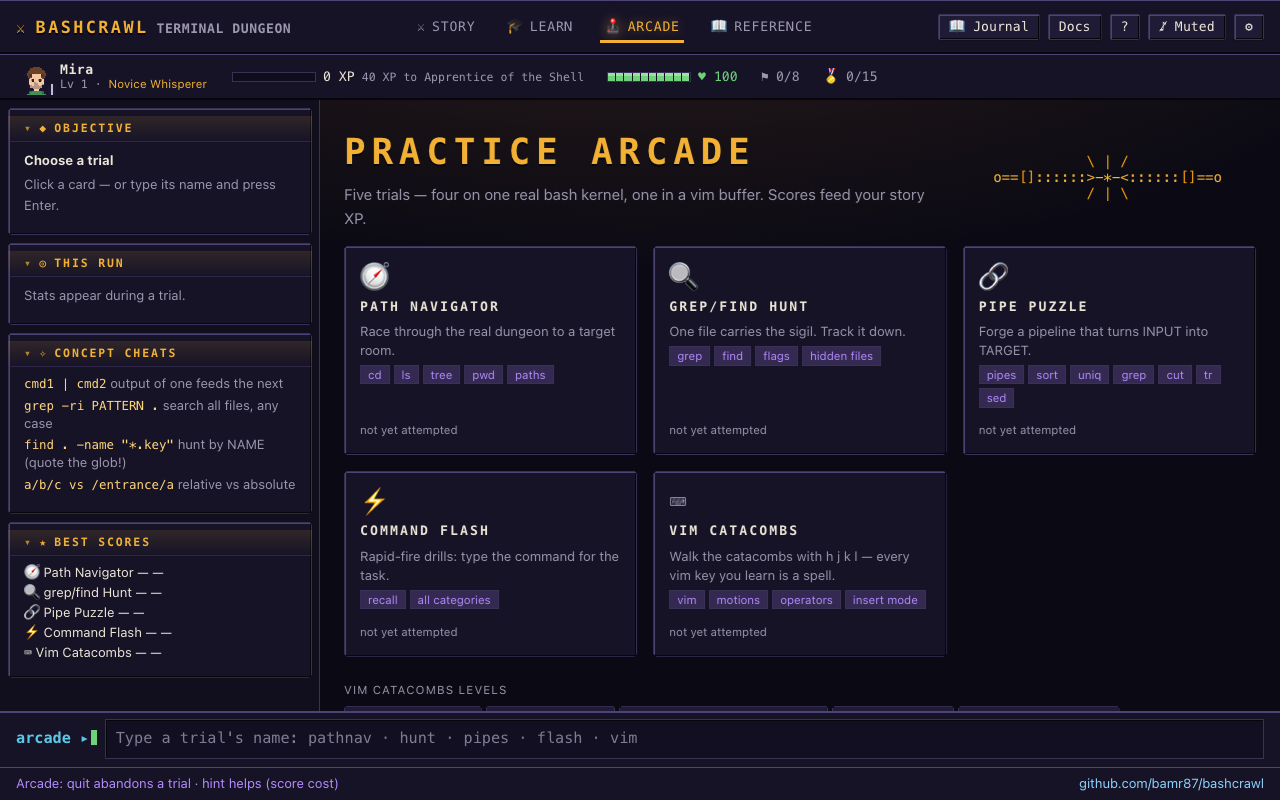 ⚔ BASHCRAWL TERMINAL DUNGEON
⚔ STORY
🎓 LEARN
🕹️ ARCADE
📖 REFERENCE
📖 Journal
Docs
?
Muted
⚙
Mira
Lv 1 · Novice Whisperer
0 XP 40 XP to Apprentice of the Shell
♥ 100
⚑ 0/8
🏅 0/15
▾ ◆ OBJECTIVE
Choose a trial
Click a card — or type its name and press
Enter.
▾ ◎ THIS RUN
Stats appear during a trial.
▾ ✧ CONCEPT CHEATS
cmd1 | cmd2 output of one feeds the next
grep -ri PATTERN . search all files, any
case
find . -name "*.key" hunt by NAME
(quote the glob!)
a/b/c vs /entrance/a relative vs absolute
▾ ★ BEST SCORES
🧭 Path Navigator — —
🔍 grep/find Hunt — —
🔗 Pipe Puzzle — —
⚡ Command Flash — —
⌨ Vim Catacombs — —
PRACTICE ARCADE
Five trials — four on one real bash kernel, one in a vim buffer. Scores feed your story
XP.
\ | /
o==[]::::::>-*-<::::::[]==o
/ | \
🧭
PATH NAVIGATOR
Race through the real dungeon to a target
room.
cd ls tree pwd paths
not yet attempted
🔍
GREP/FIND HUNT
One file carries the sigil. Track it down.
grep find flags hidden files
not yet attempted
🔗
PIPE PUZZLE
Forge a pipeline that turns INPUT into
TARGET.
pipes sort uniq grep cut tr
sed
not yet attempted
⚡
COMMAND FLASH
Rapid-fire drills: type the command for the
task.
recall all categories
not yet attempted
⌨
VIM CATACOMBS
Walk the catacombs with h j k l — every
vim key you learn is a spell.
vim motions operators insert mode
not yet attempted
VIM CATACOMBS LEVELS
arcade ▸
Type a trial's name: pathnav · hunt · pipes · flash · vim
Arcade: quit abandons a trial · hint helps (score cost)
github.com/bamr87/bashcrawl